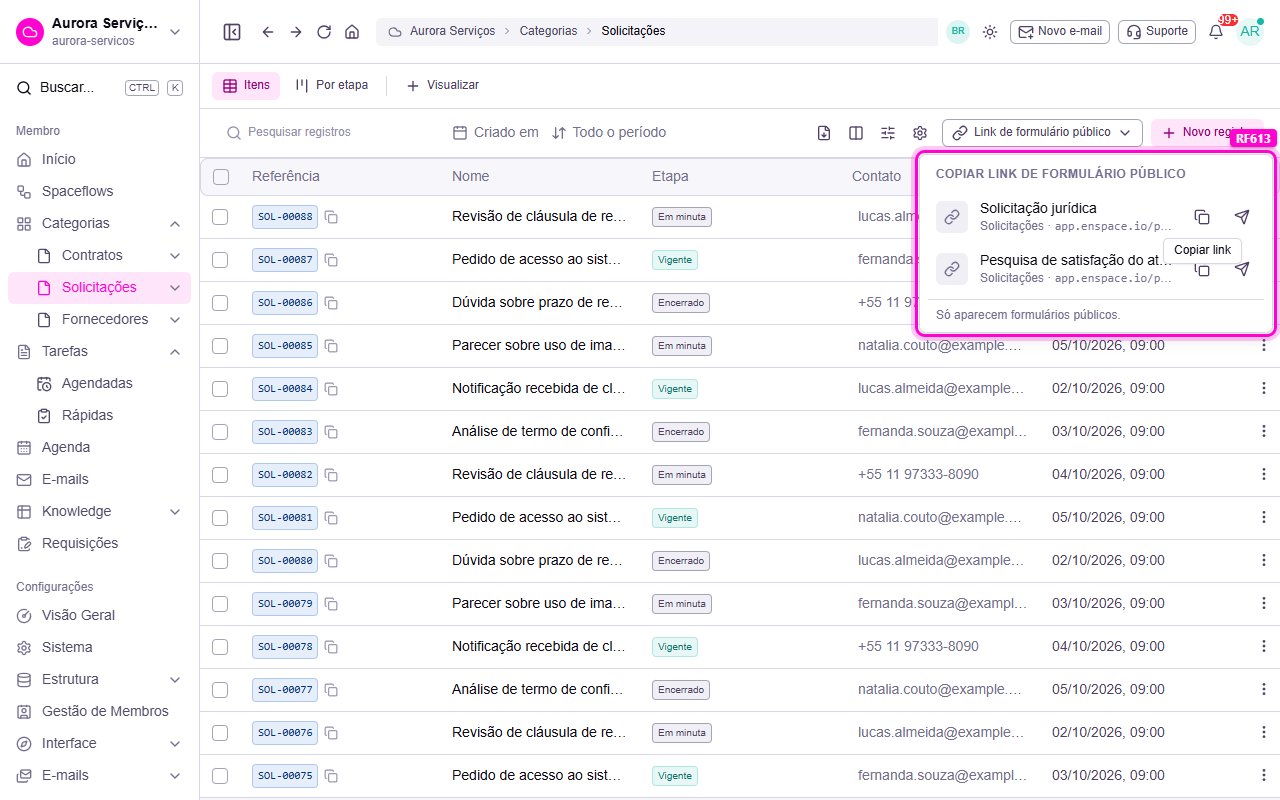 Aurora Serviç...
aurora-servicos
Buscar... CTRL K
Membro
Início
Spaceflows
Categorias
Contratos
Solicitações
Fornecedores
Tarefas
Agendadas
Rápidas
Agenda
E-mails
Knowledge
Requisições
Configurações
Visão Geral
Sistema
Estrutura
Gestão de Membros
Interface
E-mails
Aurora Serviços > Categorias > Solicitações
BR Novo e-mail Suporte 99+ AR
Itens Por etapa Visualizar
Pesquisar registros Criado em Todo o período Link de formulário público Novo
RF613
Referência Nome Etapa Contato
COPIAR LINK DE FORMULÁRIO PÚBLICO
Solicitação jurídica
Solicitações · app.enspace.io/p...
Copiar link
Pesquisa de satisfação do at...
Solicitações · app.enspace.io/p...
Só aparecem formulários públicos.
SOL-00088 Revisão de cláusula de re... Em minuta
SOL-00087 Pedido de acesso ao sist... Vigente
SOL-00086 Dúvida sobre prazo de re... Encerrado +55 11
SOL-00085 Parecer sobre uso de ima... Em minuta natalia.couto@example.... 05/10/2026, 09:00
SOL-00084 Notificação recebida de cl... Vigente lucas.almeida@example... 02/10/2026, 09:00
SOL-00083 Análise de termo de confi... Encerrado fernanda.souza@exampl... 03/10/2026, 09:00
SOL-00082 Revisão de cláusula de re... Em minuta +55 11 97333-8090 04/10/2026, 09:00
SOL-00081 Pedido de acesso ao sist... Vigente natalia.couto@example.... 05/10/2026, 09:00
SOL-00080 Dúvida sobre prazo de re... Encerrado lucas.almeida@example... 02/10/2026, 09:00
SOL-00079 Parecer sobre uso de ima... Em minuta fernanda.souza@exampl... 03/10/2026, 09:00
SOL-00078 Notificação recebida de cl... Vigente +55 11 97333-8090 04/10/2026, 09:00
SOL-00077 Análise de termo de confi... Encerrado natalia.couto@example.... 05/10/2026, 09:00
SOL-00076 Revisão de cláusula de re... Em minuta lucas.almeida@example... 02/10/2026, 09:00
SOL-00075 Pedido de acesso ao sist... Vigente fernanda.souza@exampl... 03/10/2026, 09:00